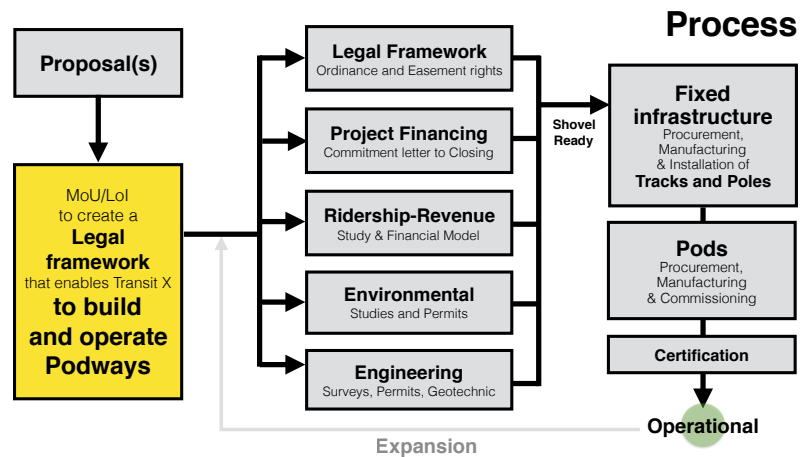 Process
Proposal(s)
MoU/LoI
to create a
Legal
framework
that enables Transit X
to build
and operate
Podways
Legal Framework
Ordinance and Easement rights
Project Financing
Commitment letter to Closing
Ridership-Revenue
Study & Financial Model
Environmental
Studies and Permits
Engineering
Surveys, Permits, Geotechnic
Shovel
Ready
Fixed
infrastructure
Procurement,
Manufacturing
& Installation of
Tracks and Poles
Pods
Procurement,
Manufacturing
& Commissioning
Certification
Operational
Expansion